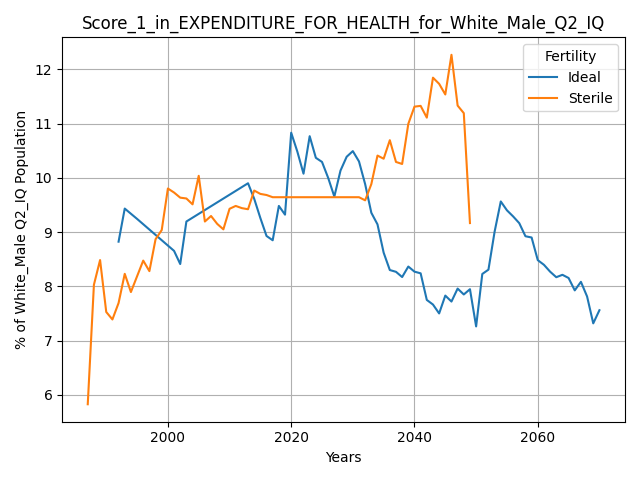 Score_1_in_EXPENDITURE_FOR_HEALTH_for_White_Male_Q2_IQ
Fertility
Ideal
Sterile
% of White_Male Q2_IQ Population
12
11
10
9
8
7
6
2000 2020 2040 2060
Years